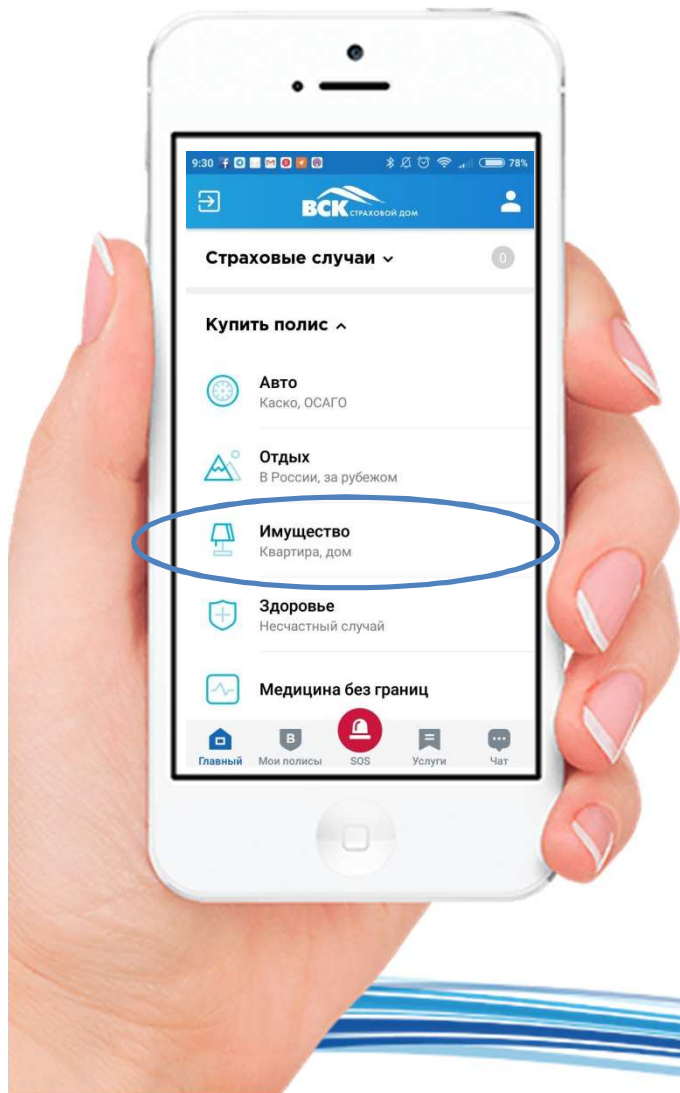 9:30
78%
ВСК СТРАХОВОЙ ДОМ
Страховые случаи
0
Купить полис
Авто
Каско, ОСАГО
Отдых
В России, за рубежом
Имущество
Квартира, дом
Здоровье
Несчастный случай
Медицина без границ
В
Главный Мои полисы SOS Услуги Чат